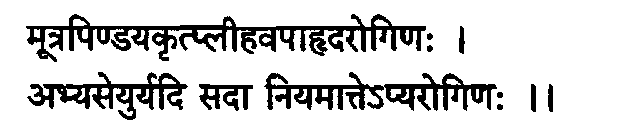 मूत्रपिण्डयकृत्प्लीहवपाहृदरोगिणः ।
अभ्यसेयुर्यदि सदा नियमात्तेऽप्यरोगिणः ।।